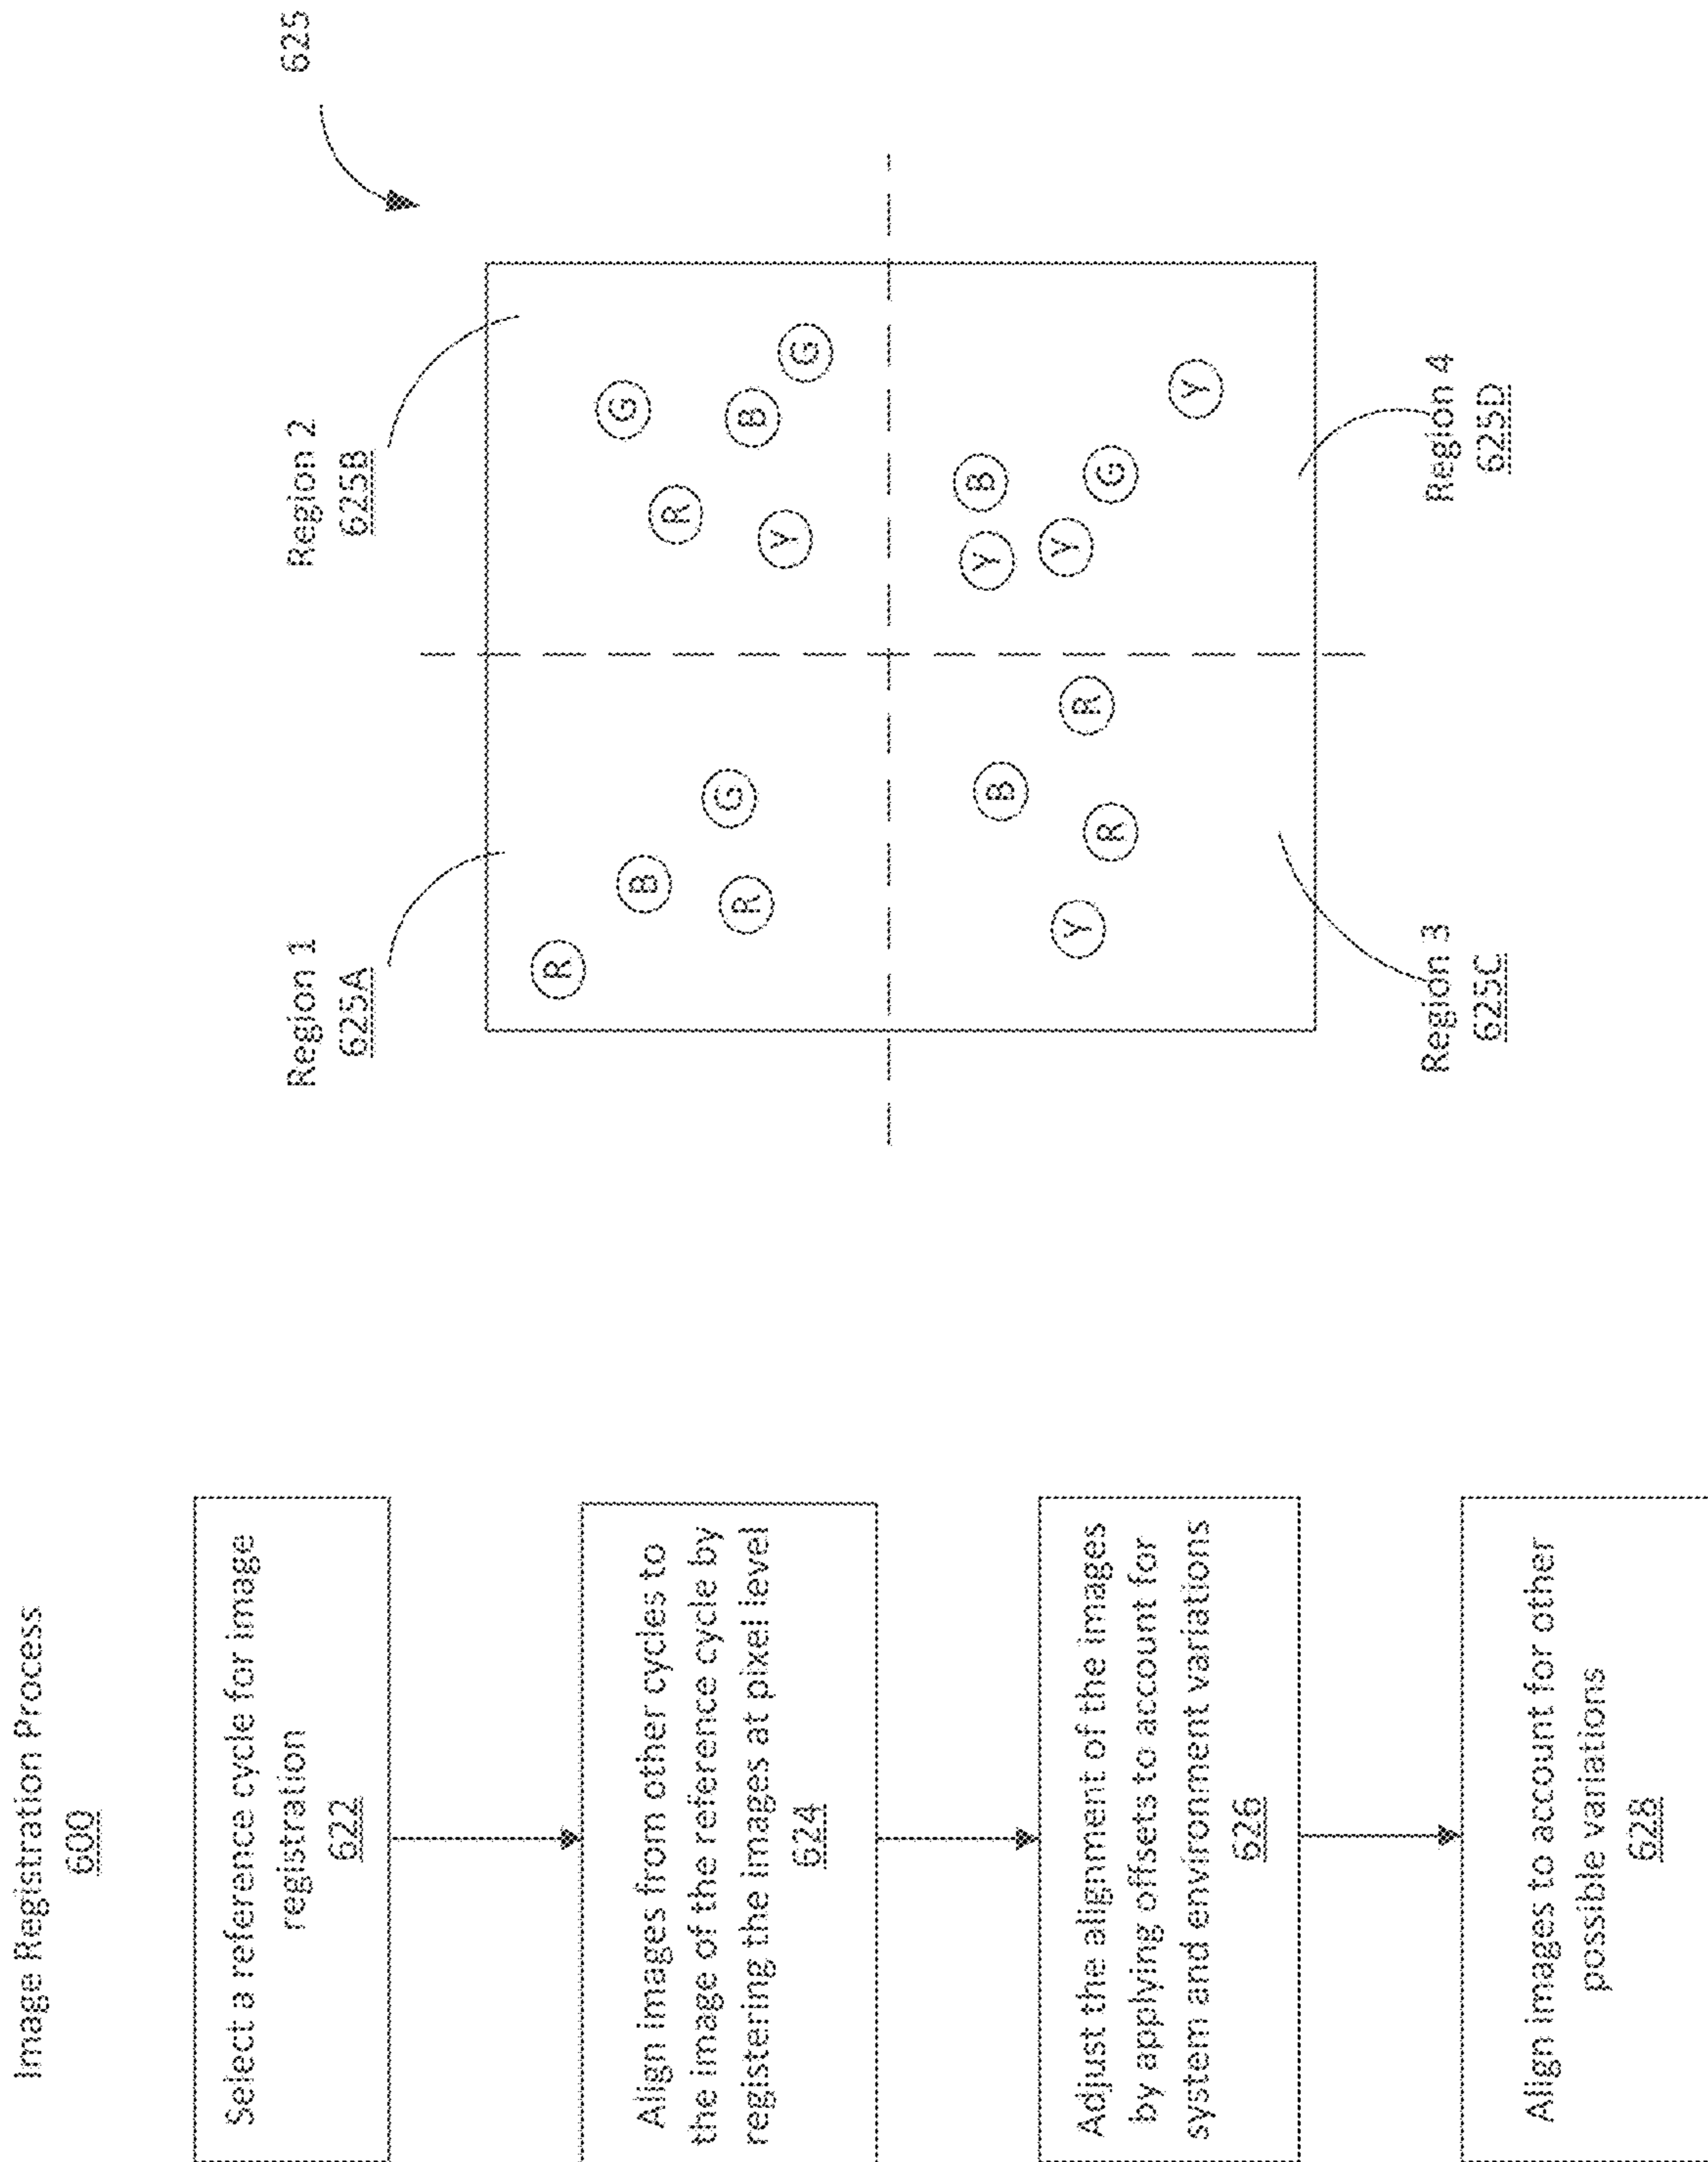 Image Registration Process
600
Select a reference cycle for image
registration
622
Align images from other cycles to
the image of the reference cycle by
registering the images at pixel level
624
Adjust the alignment of the images
by applying offsets to account for
system and environment variations
626
Align images to account for other
possible variations
628
625
Region 1
625A
Region 2
625B
R
B
R
G
R
Y
G
B
G
Y
R
B
R
Y
Y
B
G
Y
Region 3
625C
Region 4
625D